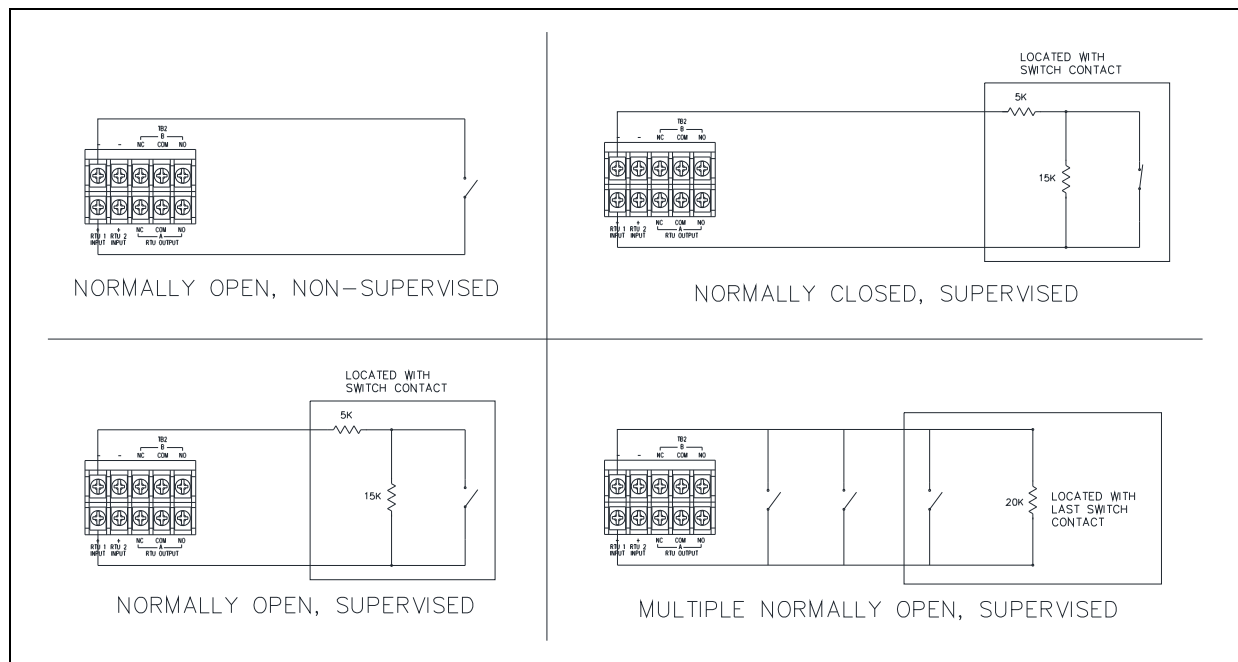 TB2
B
- - NC COM NO
+ + NC COM NO
RTU 1 RTU 2 A
INPUT INPUT RTU OUTPUT
NORMALLY OPEN, NON-SUPERVISED
LOCATED WITH
SWITCH CONTACT
5K
TB2
B
- - NC COM NO
15K
+ + NC COM NO
RTU 1 RTU 2 A
INPUT INPUT RTU OUTPUT
NORMALLY CLOSED, SUPERVISED
LOCATED WITH
SWITCH CONTACT
5K
TB2
B
- - NC COM NO
15K
+ + NC COM NO
RTU 1 RTU 2 A
INPUT INPUT RTU OUTPUT
NORMALLY OPEN, SUPERVISED
TB2
B
- - NC COM NO
20K
LOCATED WITH
LAST SWITCH
CONTACT
+ + NC COM NO
RTU 1 RTU 2 A
INPUT INPUT RTU OUTPUT
MULTIPLE NORMALLY OPEN, SUPERVISED